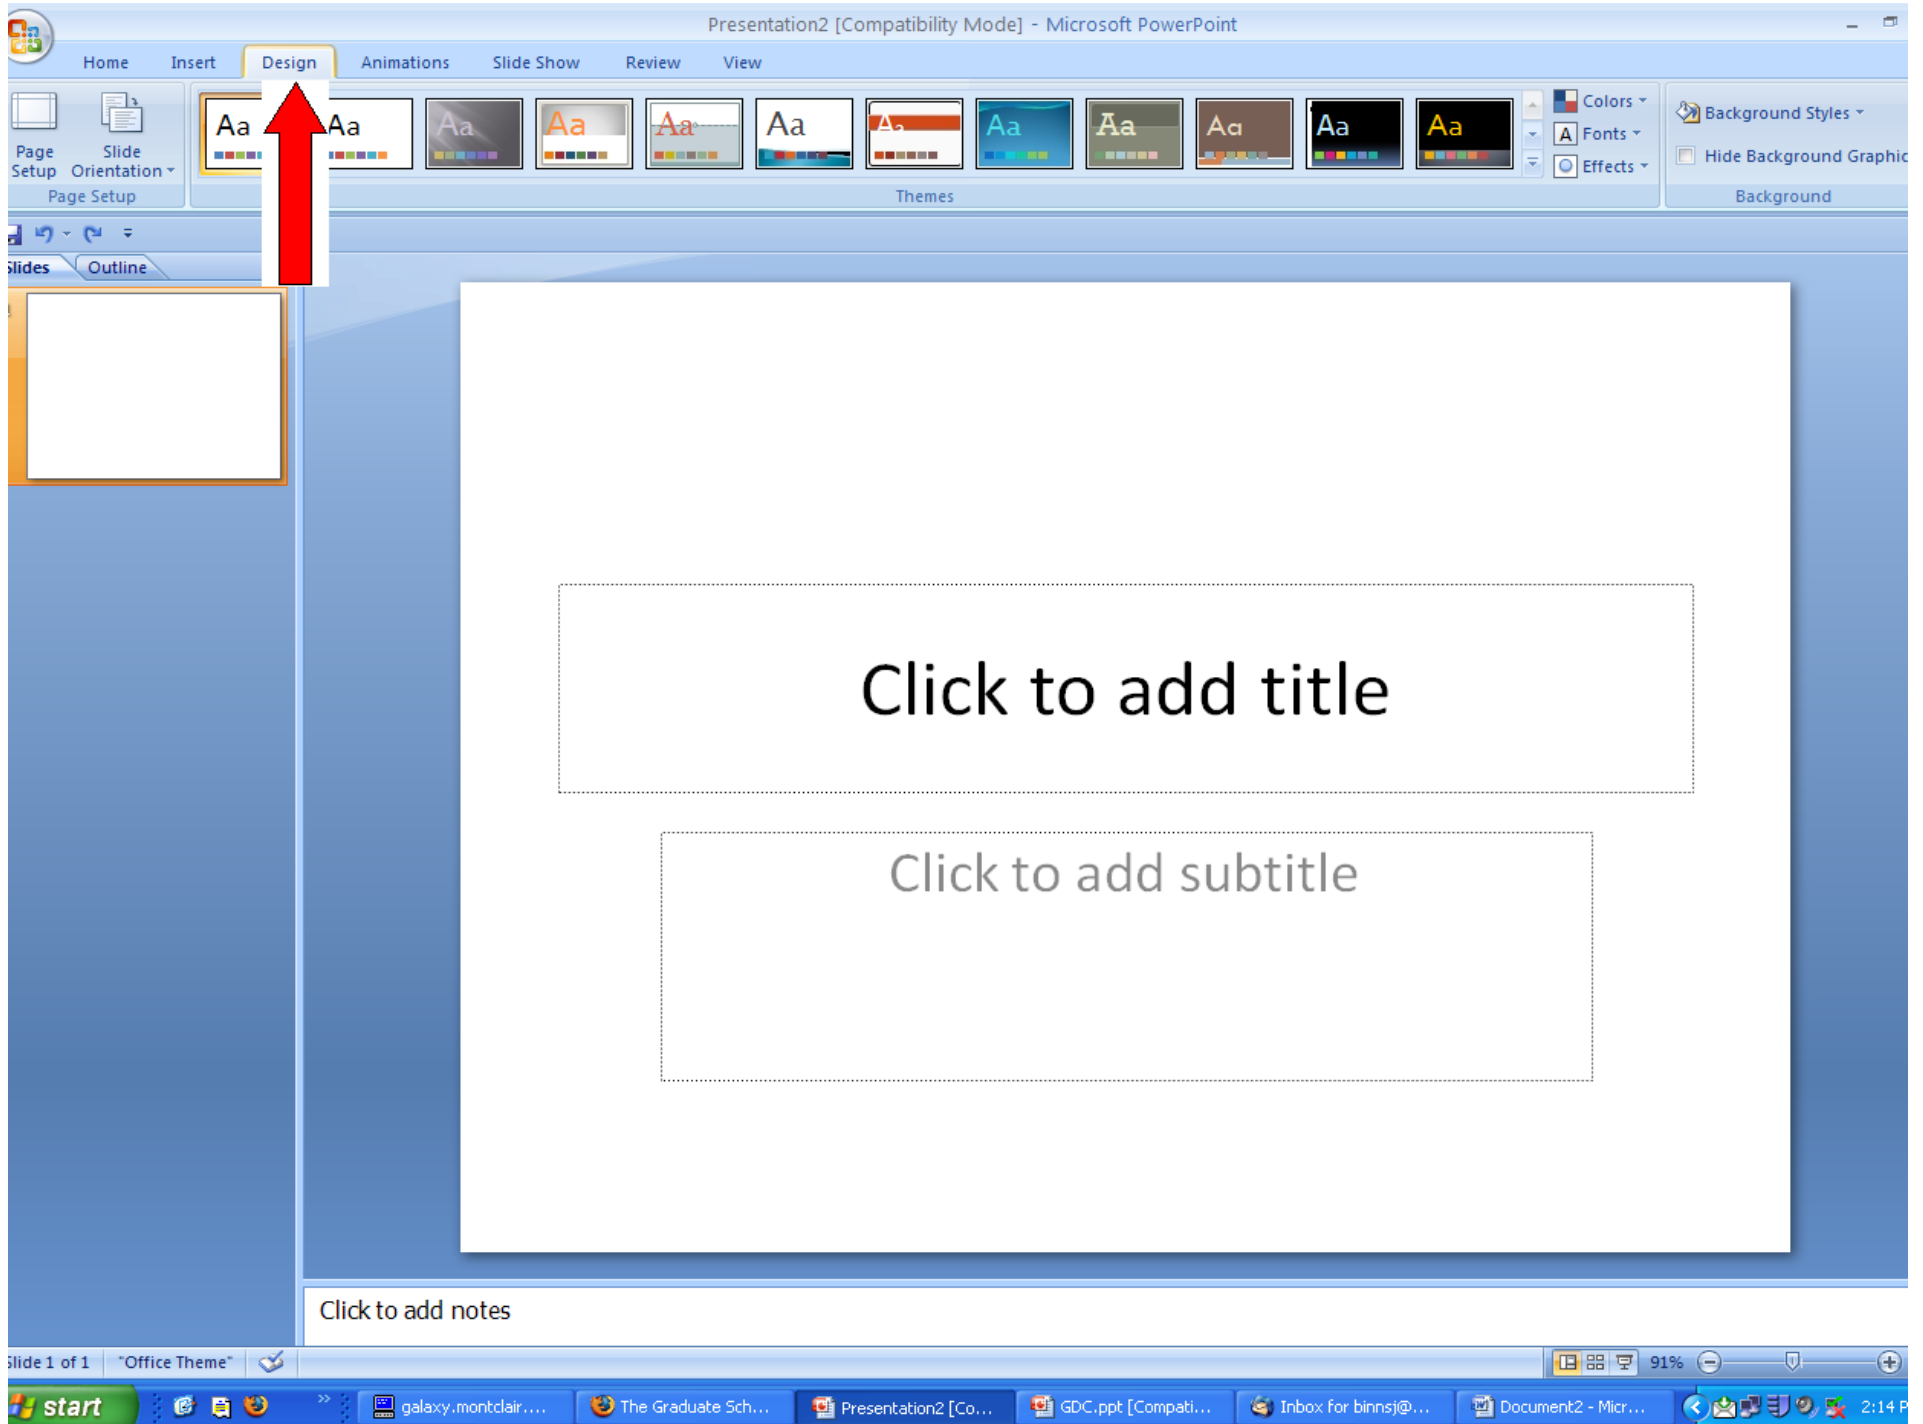 Presentation2 [Compatibility Mode] - Microsoft PowerPoint
Home Insert Design Animations Slide Show Review View
Page Setup
Slide Orientation
Aa Aa Aa Aa Aa Aa Aa Aa Aa Aa Aa Aa
Colors
Fonts
Effects
Background Styles
Hide Background Graphic
Page Setup Themes Background
Slides Outline
Click to add title
Click to add subtitle
Click to add notes
Slide 1 of 1 "Office Theme" 91%
start galaxy.montclair.... The Graduate Sch... Presentation2 [Co... GDC.ppt [Compati... Inbox for binnsj@... Document2 - Micr... 2:14 P